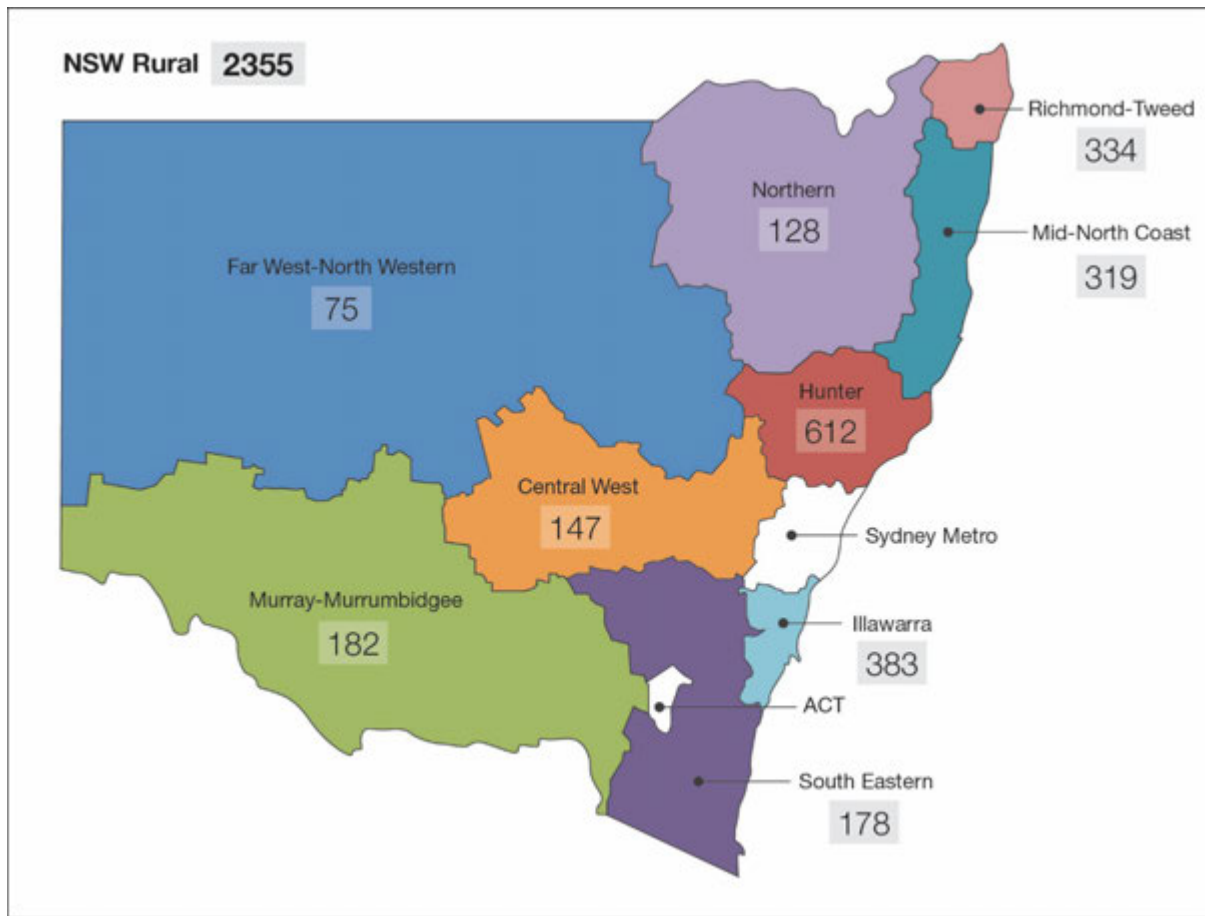 NSW Rural 2355
Richmond-Tweed
334
Northern
128
Mid-North Coast
319
Far West-North Western
75
Hunter
612
Central West
147
Sydney Metro
Murray-Murrumbidgee
182
Illawarra
383
ACT
South Eastern
178